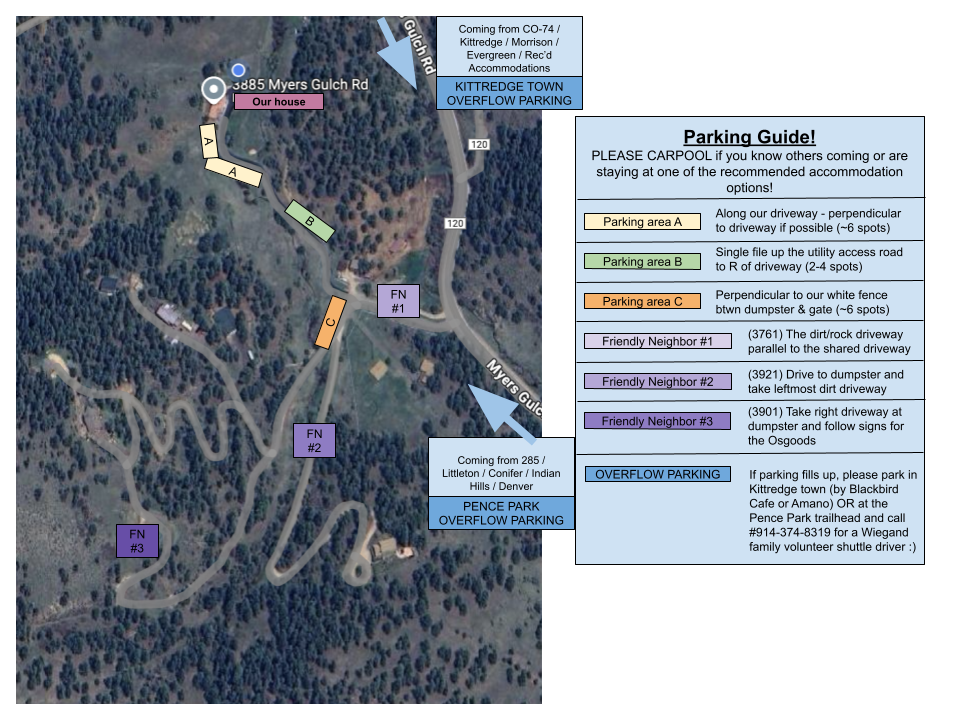 Gulch Rd
Coming from CO-74 /
Kittredge / Morrison /
Evergreen / Rec'd
Accommodations
KITTREDGE TOWN
OVERFLOW PARKING
3885 Myers Gulch Rd
Our house
A
A
B
120
120
FN
#1
C
Myers Gulc
FN
#2
FN
#3
Coming from 285 /
Littleton / Conifer / Indian
Hills / Denver
PENCE PARK
OVERFLOW PARKING
Parking Guide!
PLEASE CARPOOL if you know others coming or are
staying at one of the recommended accommodation
options!
Parking area A
Along our driveway - perpendicular
to driveway if possible (~6 spots)
Parking area B
Single file up the utility access road
to R of driveway (2-4 spots)
Parking area C
Perpendicular to our white fence
btwn dumpster & gate (~6 spots)
Friendly Neighbor #1
(3761) The dirt/rock driveway
parallel to the shared driveway
Friendly Neighbor #2
(3921) Drive to dumpster and
take leftmost dirt driveway
Friendly Neighbor #3
(3901) Take right driveway at
dumpster and follow signs for
the Osgoods
OVERFLOW PARKING
If parking fills up, please park in
Kittredge town (by Blackbird
Cafe or Amano) OR at the
Pence Park trailhead and call
#914-374-8319 for a Wiegand
family volunteer shuttle driver :)